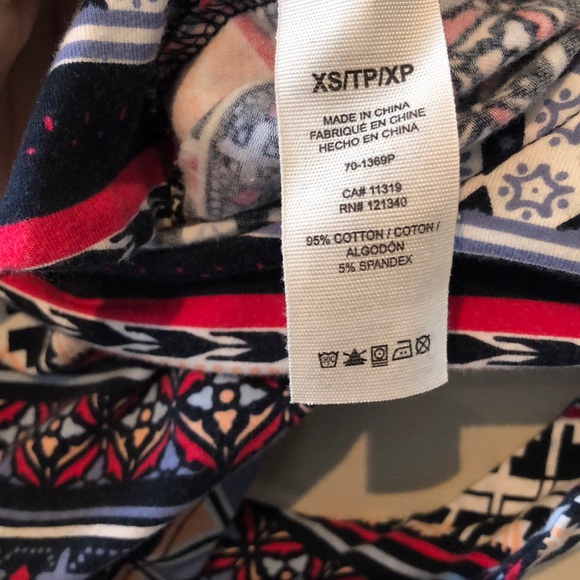 XS/TP/XP
MADE IN CHINA
FABRIQUÉ EN CHINE
HECHO EN CHINA
70-1369P
CA# 11319
RN# 121340
95% COTTON / COTON /
ALGODÓN
5% SPANDEX